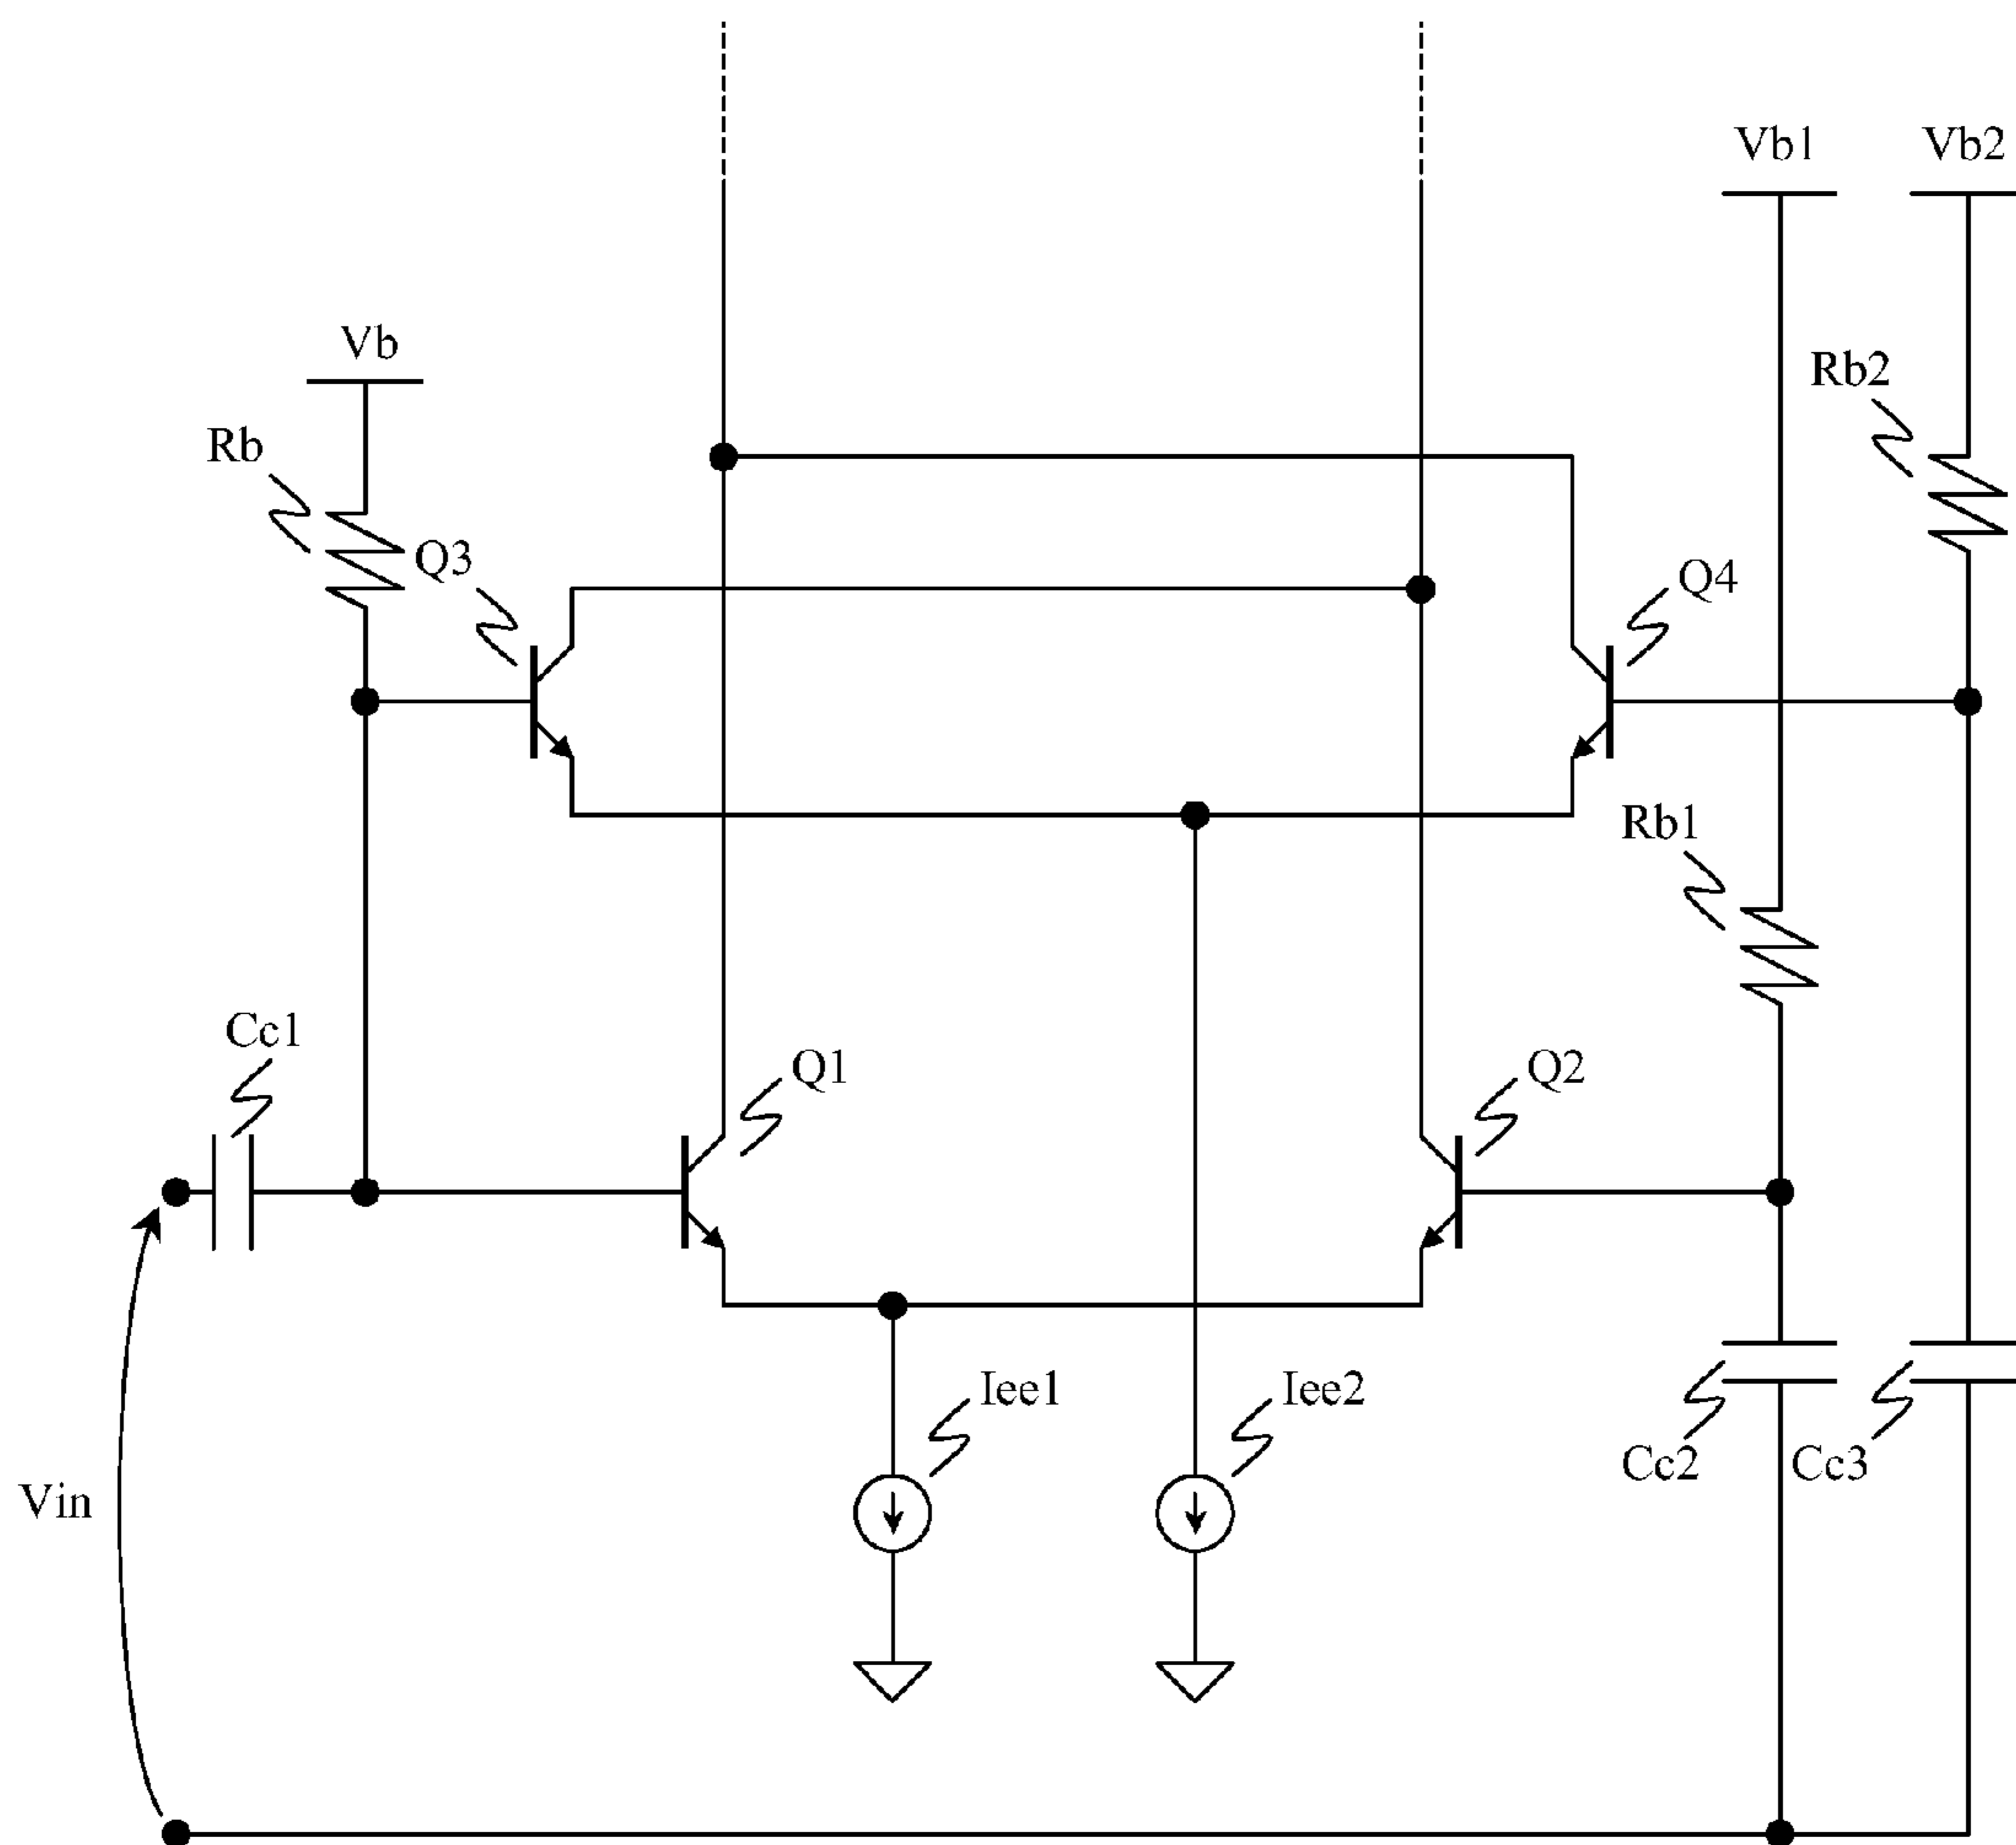 Vb1
Vb2
Vb
Rb2
Rb
Q3
Q4
Rb1
Cc1
Q1
Q2
Iee1
Iee2
Cc2
Cc3
Vin